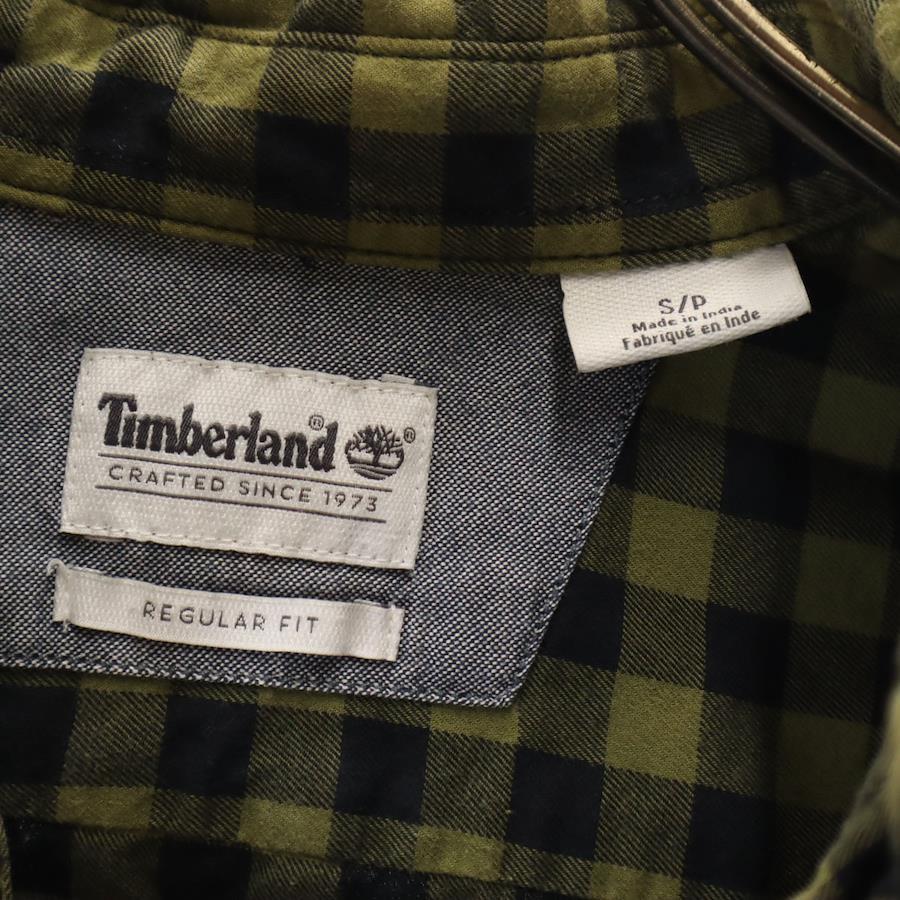 S/P
Made in India
Fabriqué en Inde
Timberland®
®
CRAFTED SINCE 1973
REGULAR FIT